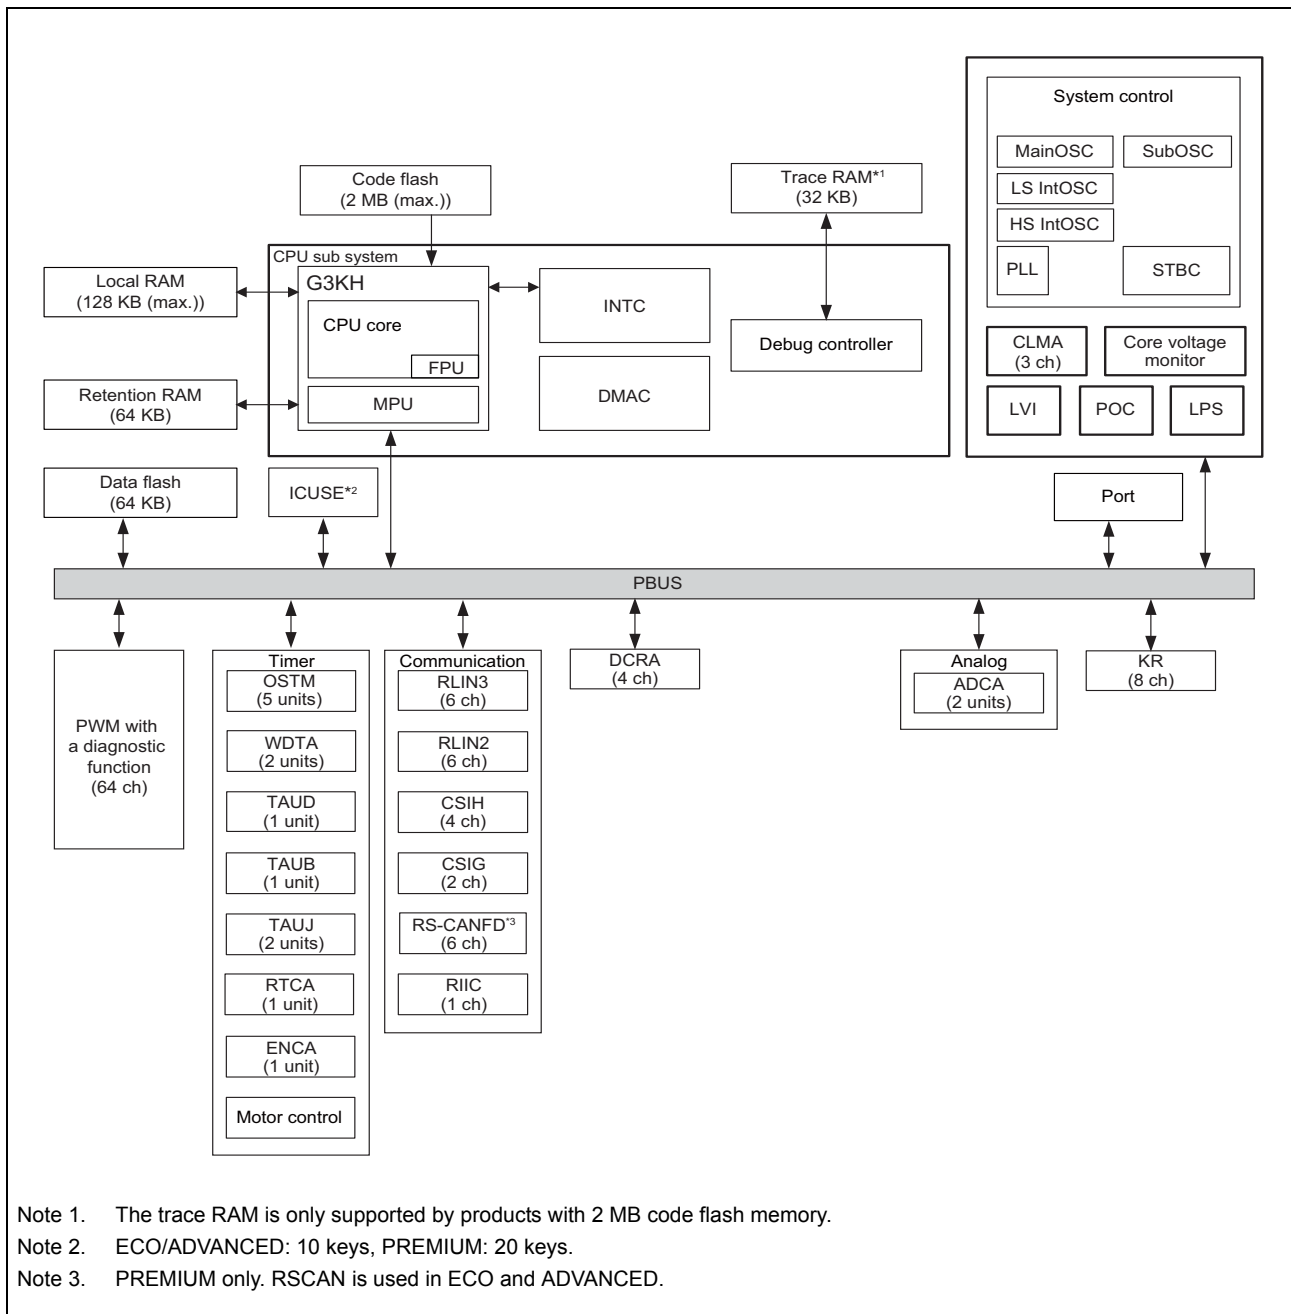 System control
MainOSC
SubOSC
LS IntOSC
HS IntOSC
PLL
STBC
CLMA
(3 ch)
Core voltage
monitor
LVI
POC
LPS
Code flash
(2 MB (max.))
Trace RAM*1
(32 KB)
CPU sub system
Local RAM
(128 KB (max.))
G3KH
CPU core
FPU
MPU
INTC
DMAC
Debug controller
Retention RAM
(64 KB)
Data flash
(64 KB)
ICUSE*2
Port
PBUS
PWM with
a diagnostic
function
(64 ch)
Timer
OSTM
(5 units)
WDTA
(2 units)
TAUD
(1 unit)
TAUB
(1 unit)
TAUJ
(2 units)
RTCA
(1 unit)
ENCA
(1 unit)
Motor control
Communication
RLIN3
(6 ch)
RLIN2
(6 ch)
CSIH
(4 ch)
CSIG
(2 ch)
RS-CANFD*3
(6 ch)
RIIC
(1 ch)
DCRA
(4 ch)
Analog
ADCA
(2 units)
KR
(8 ch)
Note 1. The trace RAM is only supported by products with 2 MB code flash memory.
Note 2. ECO/ADVANCED: 10 keys, PREMIUM: 20 keys.
Note 3. PREMIUM only. RSCAN is used in ECO and ADVANCED.